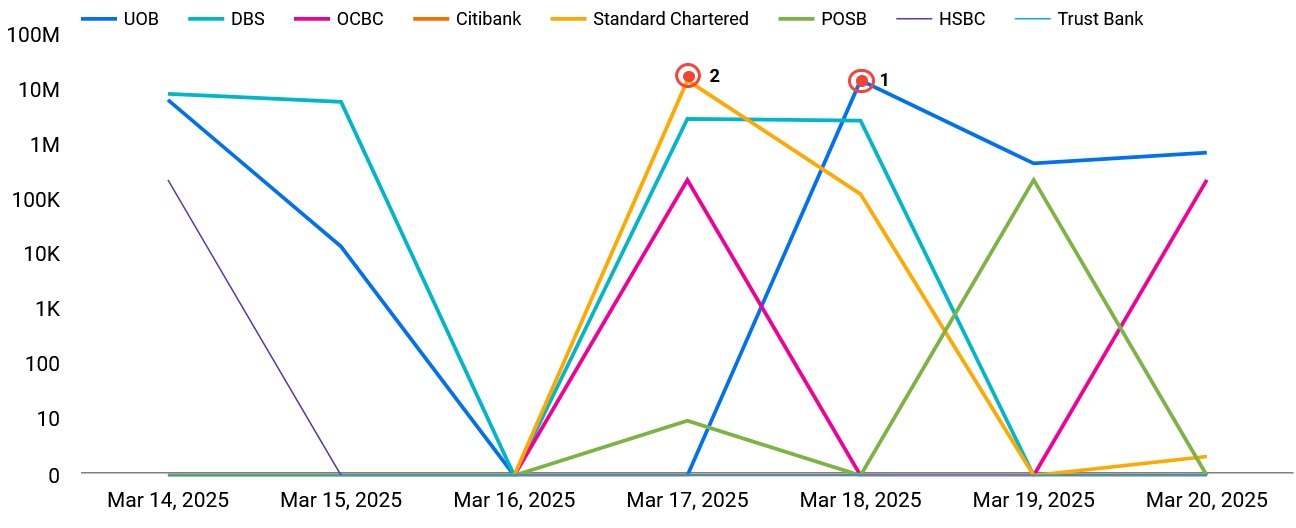 UOB DBS OCBC Citibank Standard Chartered POSB HSBC Trust Bank
100M
10M
2
1
1M
100K
10K
1K
100
10
0
Mar 14, 2025 Mar 15, 2025 Mar 16, 2025 Mar 17, 2025 Mar 18, 2025 Mar 19, 2025 Mar 20, 2025